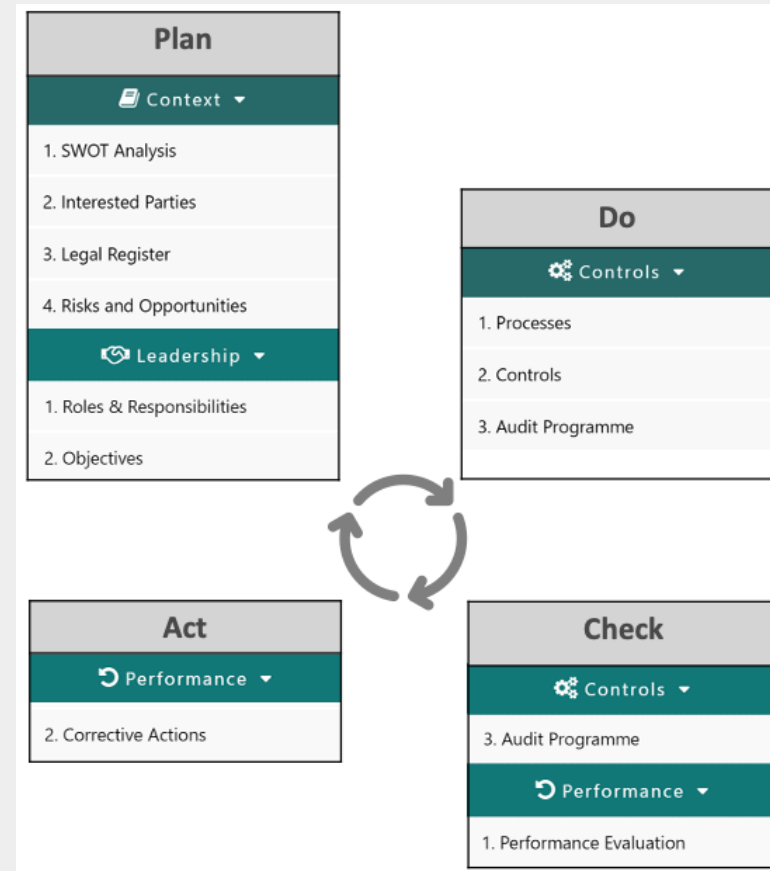 Plan
Context
1. SWOT Analysis
2. Interested Parties
3. Legal Register
4. Risks and Opportunities
Leadership
1. Roles & Responsibilities
2. Objectives
Do
Controls
1. Processes
2. Controls
3. Audit Programme
Act
Performance
2. Corrective Actions
Check
Controls
3. Audit Programme
Performance
1. Performance Evaluation